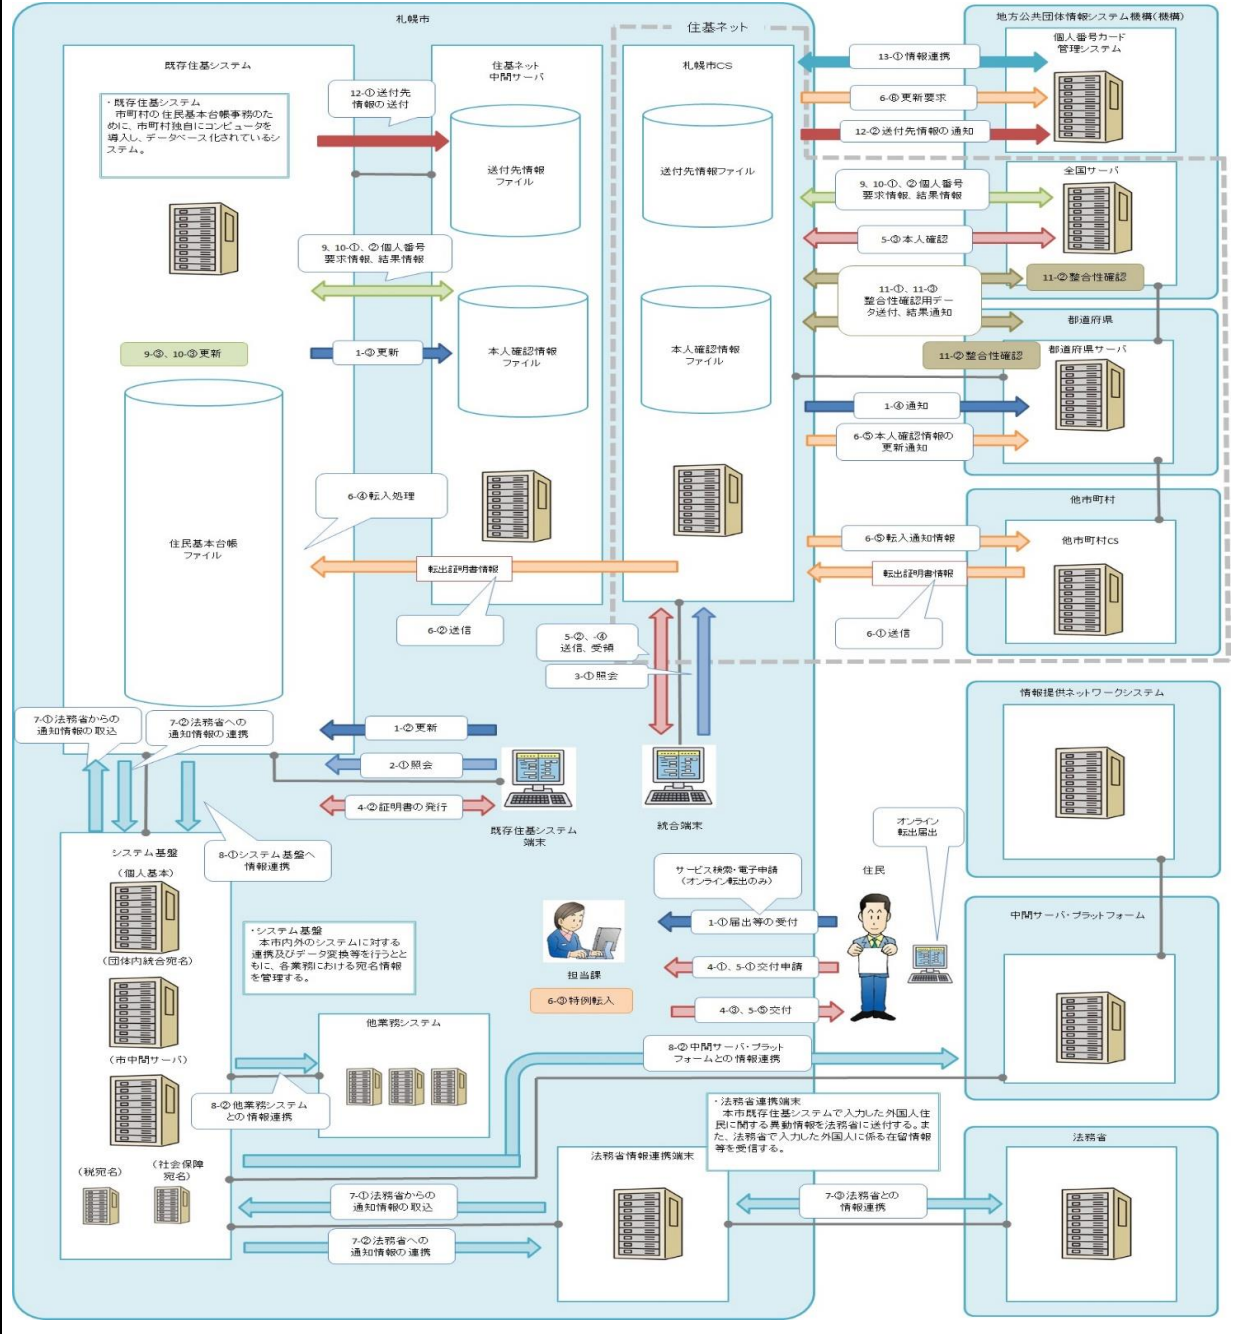 札幌市
住基ネット
地方公共団体情報システム機構(機構)
既存住基システム
・既存住基システム
市町村の住民基本台帳事務のた
めに、市町村独自にコンピュータを
導入し、データベース化されているシ
ステム。
12-①送付先
情報の送付
住基ネット
中間サーバ
送付先情報
ファイル
札幌市CS
送付先情報ファイル
13-①情報連携
6-⑥更新要求
12-②送付先情報の通知
個人番号カード
管理システム
全国サーバ
9、10-①、②個人番号
要求情報、結果情報
5-③本人確認
11-①、11-③
整合性確認用デー
タ送付、結果通知
11-②整合性確認
9、10-①、②個人番号
要求情報、結果情報
9-③、10-③更新
1-③更新
本人確認情報
ファイル
本人確認情報
ファイル
都道府県
11-②整合性確認
都道府県サーバ
1-④通知
6-⑤本人確認情報の
更新通知
住民基本台帳
ファイル
6-④転入処理
転出証明書情報
6-②送信
他市町村
他市町村CS
6-⑤転入通知情報
転出証明書情報
6-①送信
5-②、-④
送信、受領
3-①照会
7-①法務省からの
通知情報の取込
7-②法務省への
通知情報の連携
1-②更新
2-①照会
4-②証明書の発行
既存住基システム
端末
統合端末
情報提供ネットワークシステム
システム基盤
(個人基本)
(団体内統合宛名)
(市中間サーバ)
(税宛名)
(社会保障
宛名)
8-①システム基盤へ
情報連携
・システム基盤
本市内外のシステムに対する
連携及びデータ変換等を行うとと
もに、各業務における宛名情報
を管理する。
サービス検索・電子申請
(オンライン転出のみ)
住民
オンライン
転出届出
1-①届出等の受付
担当課
4-①、5-①交付申請
6-③特例転入
4-③、5-⑤交付
中間サーバ・プラットフォーム
他業務システム
8-②他業務システム
との情報連携
8-②中間サーバ・プラット
フォームとの情報連携
・法務省連携端末
本市既存住基システムで入力した外国人住
民に関する異動情報を法務省に送付する。ま
た、法務省で入力した外国人に係る在留情報
等を受信する。
法務省情報連携端末
法務省
7-①法務省からの
通知情報の取込
7-③法務省との
情報連携
7-②法務省への
通知情報の連携